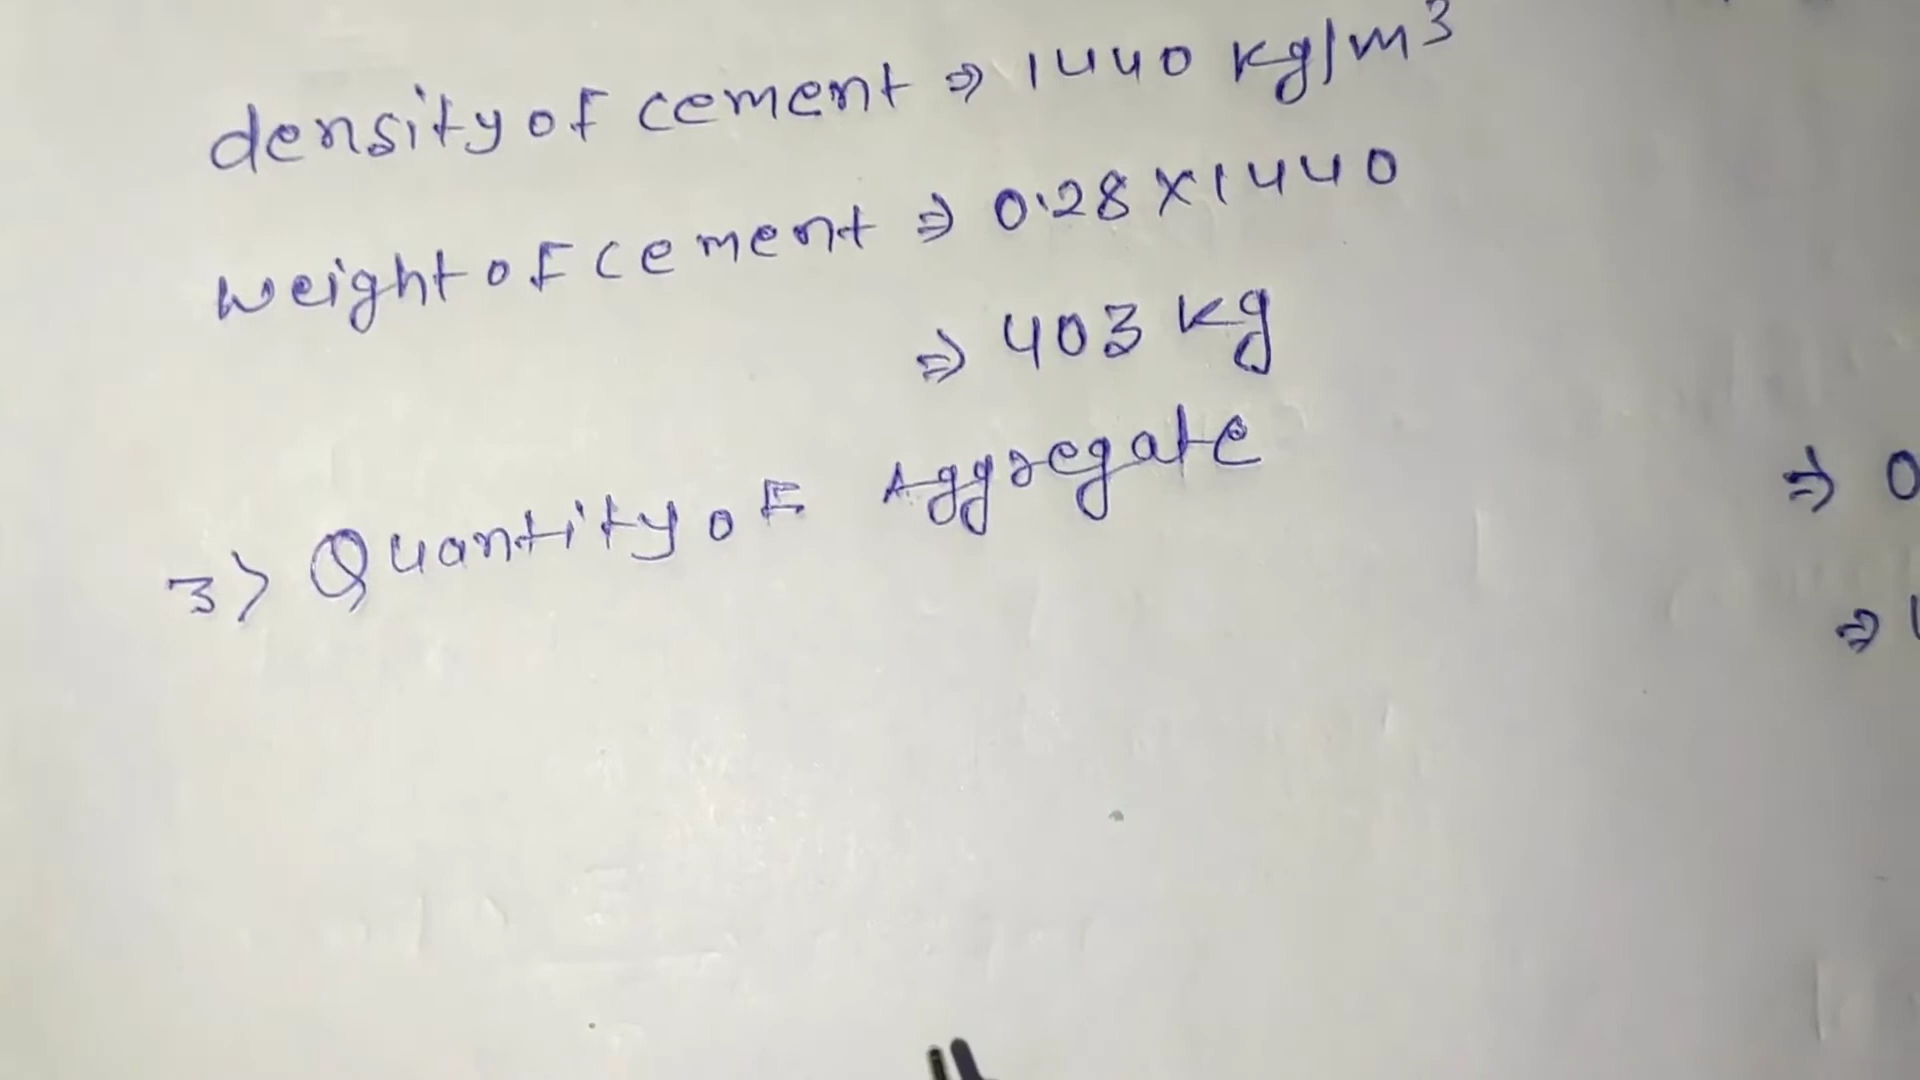 density of cement ⇒ 1440 kg/m³
weight of cement ⇒ 0.28 X 1440
⇒ 403 kg
3) Quantity of Aggregate
⇒ 0
⇒